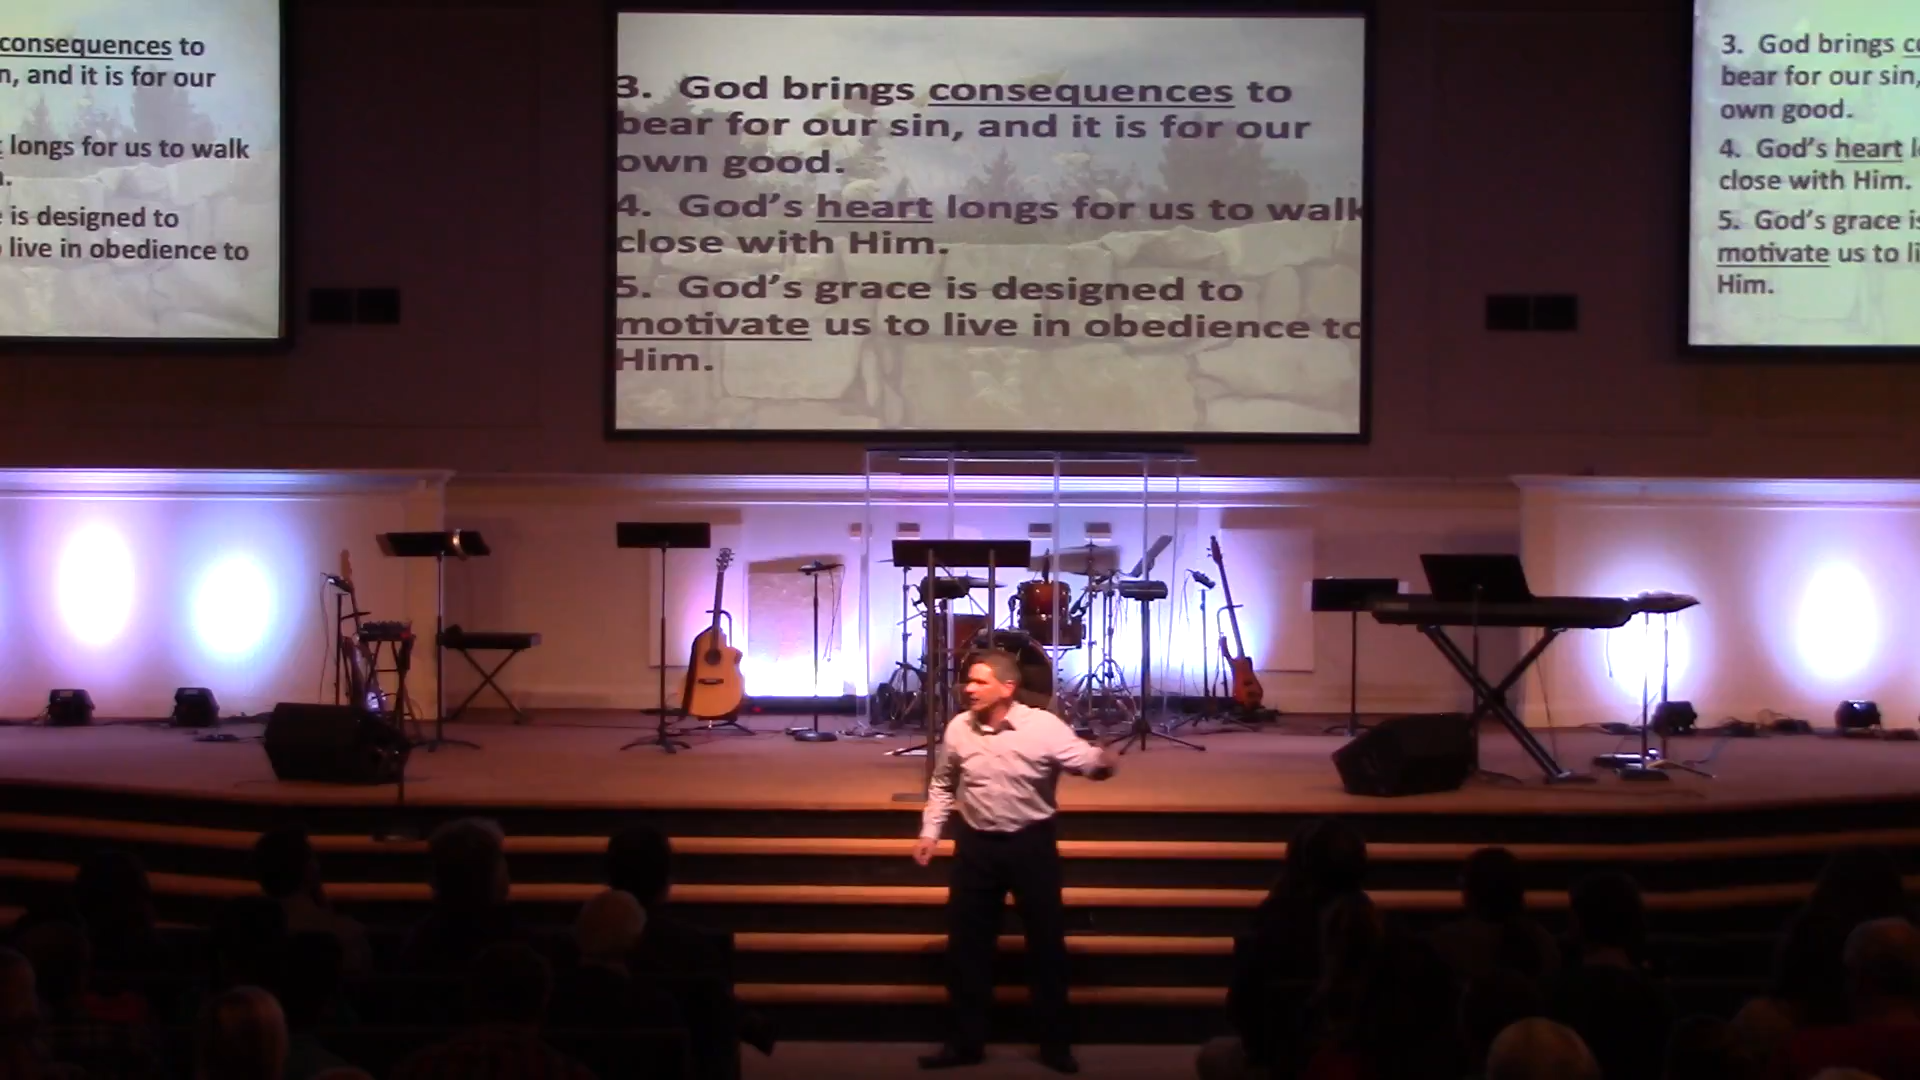 consequences to
n, and it is for our
longs for us to walk
is designed to
live in obedience to
3. God brings consequences to
bear for our sin, and it is for our
own good.
4. God's heart longs for us to walk
close with Him.
5. God's grace is designed to
motivate us to live in obedience to
Him.
3. God brings
bear for our sin,
own good.
4. God's heart
close with Him.
5. God's grace is
motivate us to
Him.